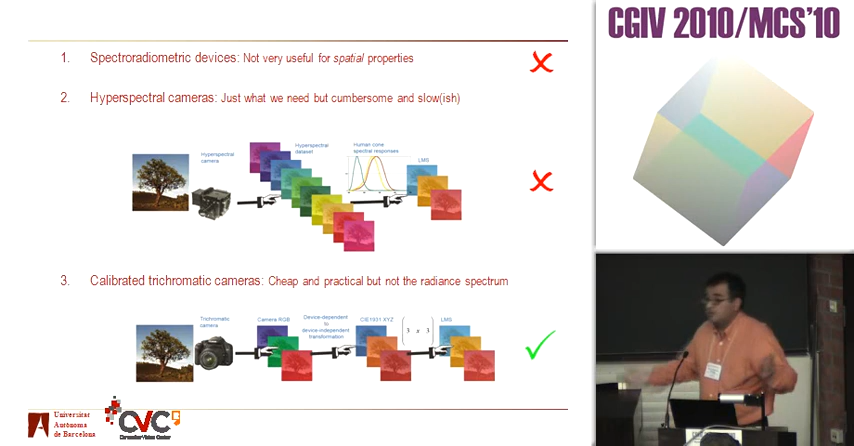 CGIV 2010/MCS'10
1. Spectroradiometric devices: Not very useful for spatial properties
2. Hyperspectral cameras: Just what we need but cumbersome and slow(ish)
Hyperspectral
camera
Hyperspectral
dataset
Human cone
spectral responses
LMS
3. Calibrated trichromatic cameras: Cheap and practical but not the radiance spectrum
Trichromatic
camera
Camera RGB
Device-dependent
to
device-independent
transformation
CIE1931 XYZ
3 x 3
LMS
Universitat
Autònoma
de Barcelona
CVC
Computer Vision Center